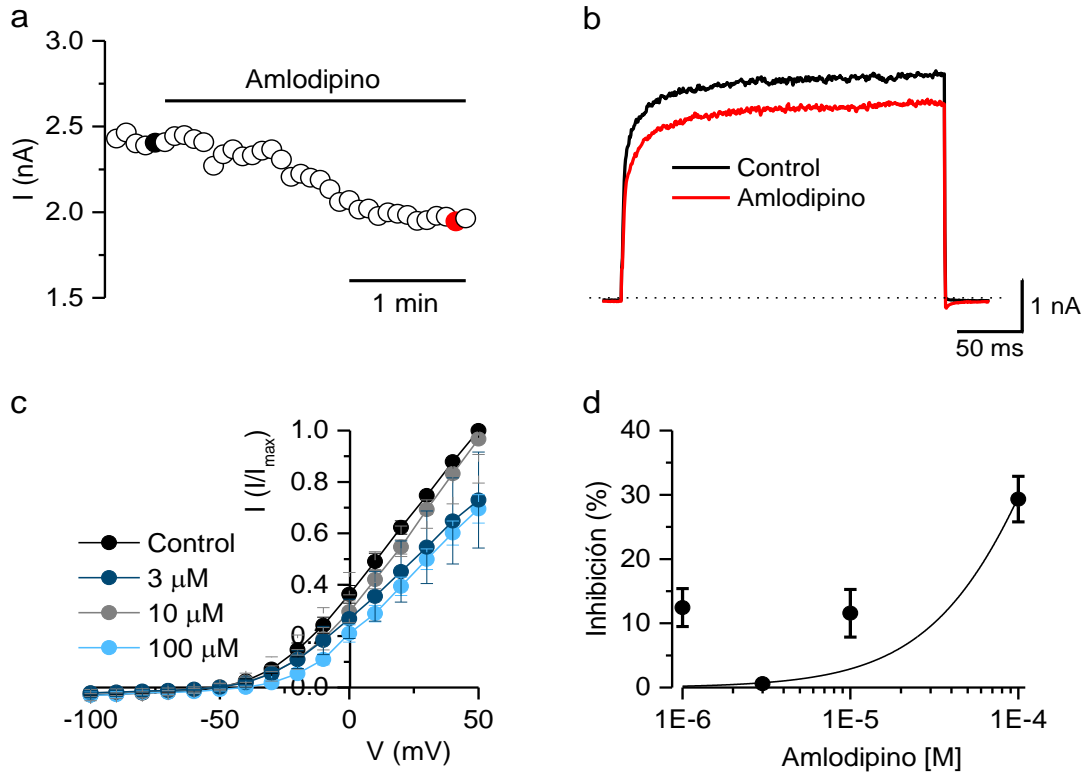 a
3.0
2.5
2.0
1.5
I (nA)
Amlodipino
1 min
b
Control
Amlodipino
1 nA
50 ms
c
I (I/Imax)
1.0
0.8
0.6
0.4
0.2
0.0
Control
3 μM
10 μM
100 μM
-100
-50
0
50
V (mV)
d
Inhibición (%)
40
30
20
10
0
1E-6
1E-5
1E-4
Amlodipino [M]